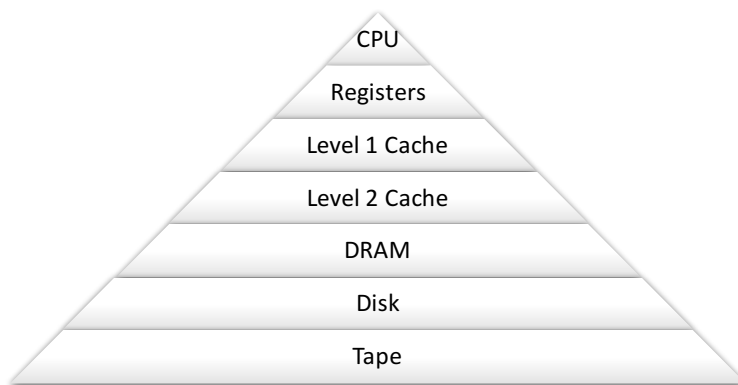 CPU
Registers
Level 1 Cache
Level 2 Cache
DRAM
Disk
Tape